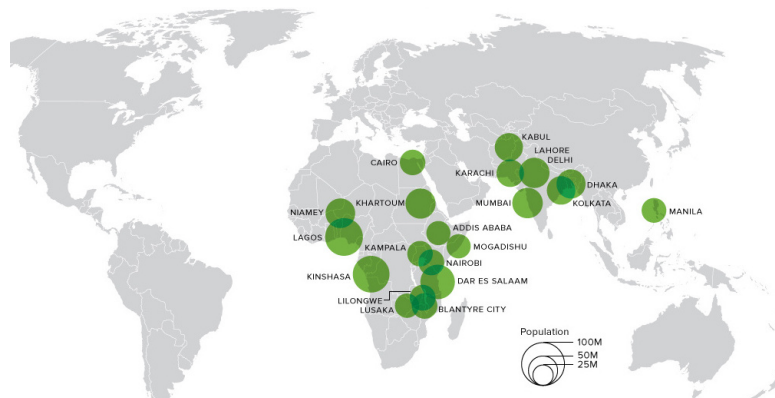 KABUL
LAHORE
DELHI
CAIRO
KARACHI
DHAKA
KHARTOUM
MUMBAI
KOLKATA
NIAMEY
MANILA
ADDIS ABABA
LAGOS
KAMPALA
MOGADISHU
NAIROBI
KINSHASA
DAR ES SALAAM
LILONGWE
LUSAKA
BLANTYRE CITY
Population
100M
50M
25M